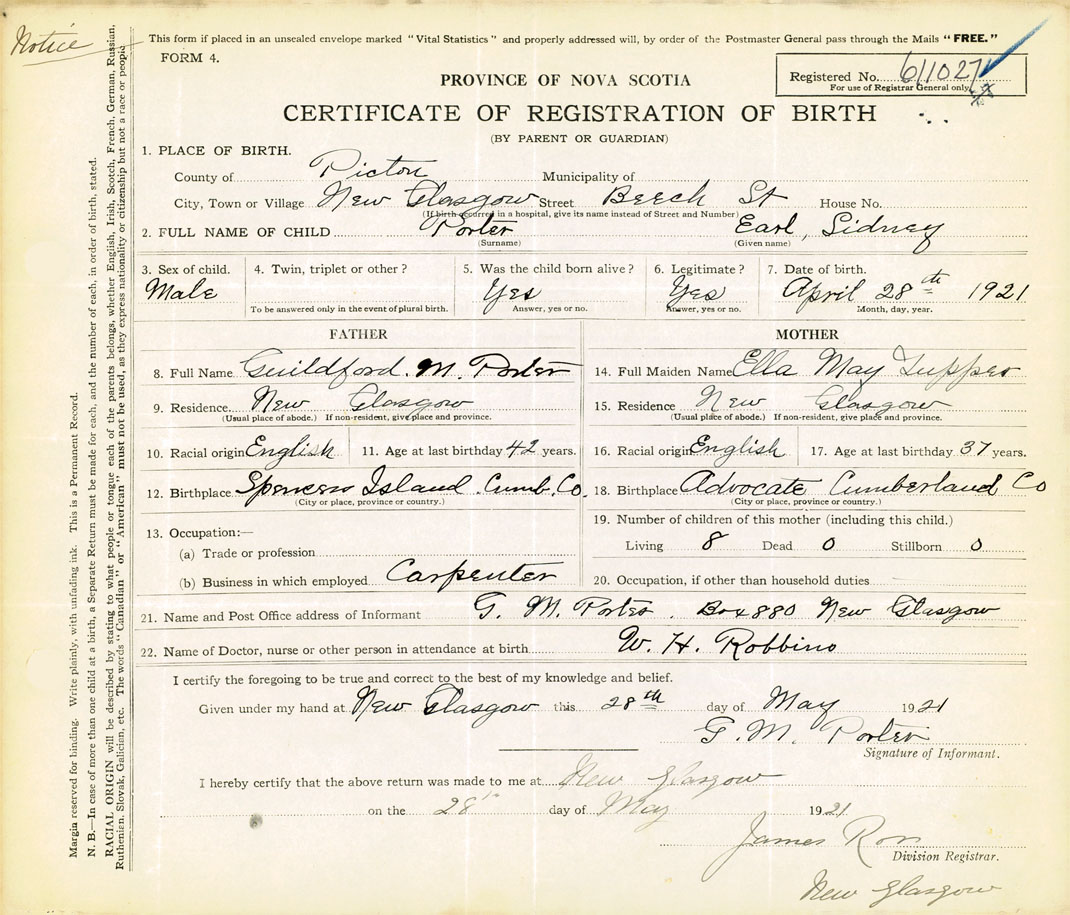 Notice
This form if placed in an unsealed envelope marked "Vital Statistics" and properly addressed will, by order of the Postmaster General pass through the Mails "FREE."
FORM 4.
Registered No. 611027
For use of Registrar General only.
PROVINCE OF NOVA SCOTIA
CERTIFICATE OF REGISTRATION OF BIRTH
(BY PARENT OR GUARDIAN)
1. PLACE OF BIRTH.
County of Pictou Municipality of
City, Town or Village New Glasgow Street Beech St House No.
(If birth occurred in a hospital, give its name instead of Street and Number)
2. FULL NAME OF CHILD Porter Earl, Sidney
(Surname) (Given name)
3. Sex of child. 4. Twin, triplet or other? 5. Was the child born alive? 6. Legitimate? 7. Date of birth.
Male Yes Yes April 28th 1921
To be answered only in the event of plural birth. Answer, yes or no. Answer, yes or no. Month, day, year.
FATHER MOTHER
8. Full Name Guildford M. Porter 14. Full Maiden Name Ella May Tupper
9. Residence New Glasgow 15. Residence New Glasgow
(Usual place of abode.) If non-resident, give place and province. (Usual place of abode.) If non-resident, give place and province.
10. Racial origin English 11. Age at last birthday 42 years. 16. Racial origin English 17. Age at last birthday 37 years.
12. Birthplace Spencers Island Cumb. Co. 18. Birthplace Advocate Cumberland Co
(City or place, province or country.) (City or place, province or country.)
13. Occupation:— 19. Number of children of this mother (including this child.)
(a) Trade or profession Living 8 Dead 0 Stillborn 0
(b) Business in which employed Carpenter 20. Occupation, if other than household duties
21. Name and Post Office address of Informant G. M. Porter. Box 880 New Glasgow
22. Name of Doctor, nurse or other person in attendance at birth W. H. Robbins
I certify the foregoing to be true and correct to the best of my knowledge and belief.
Given under my hand at New Glasgow this 28th day of May 1921
G. M. Porter
Signature of Informant.
I hereby certify that the above return was made to me at New Glasgow
on the 28th day of May 1921
James Ross
Division Registrar.
New Glasgow
Margin reserved for binding. Write plainly, with unfading ink. This is a Permanent Record.
N. B.—In case of more than one child at a birth, a Separate Return must be made for each, and the number of each, in order of birth, stated.
RACIAL ORIGIN will be described by stating to what people or tongue each of the parents belongs, whether English, Irish, Scotch, French, German, Russian,
Ruthenian, Slovak, Galician, etc. The words "Canadian" or "American" must not be used, as they express nationality or citizenship but not a race or people